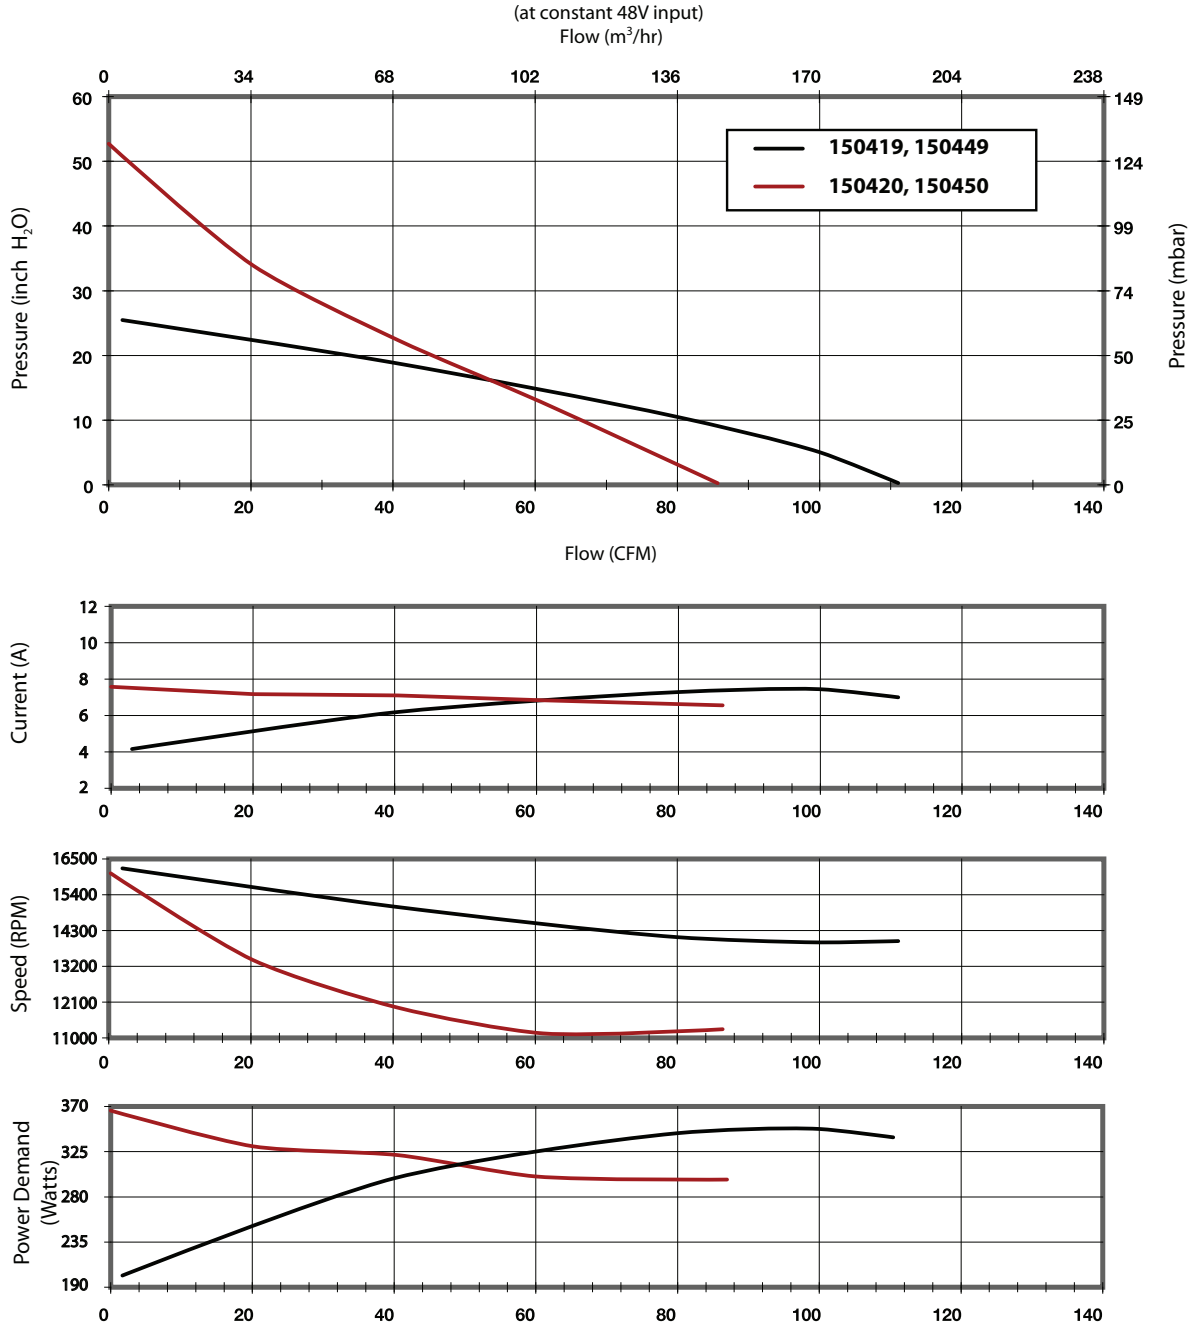 (at constant 48V input)
Flow (m³/hr)
0 34 68 102 136 170 204 238
60 149
150419, 150449
50 124
150420, 150450
40 99
30 74
20 50
10 25
0 0
Pressure (inch H₂O)
Pressure (mbar)
0 20 40 60 80 100 120 140
Flow (CFM)
12
10
8
6
4
2
Current (A)
0 20 40 60 80 100 120 140
16500
15400
14300
13200
12100
11000
Speed (RPM)
0 20 40 60 80 100 120 140
370
325
280
235
190
Power Demand
(Watts)
0 20 40 60 80 100 120 140